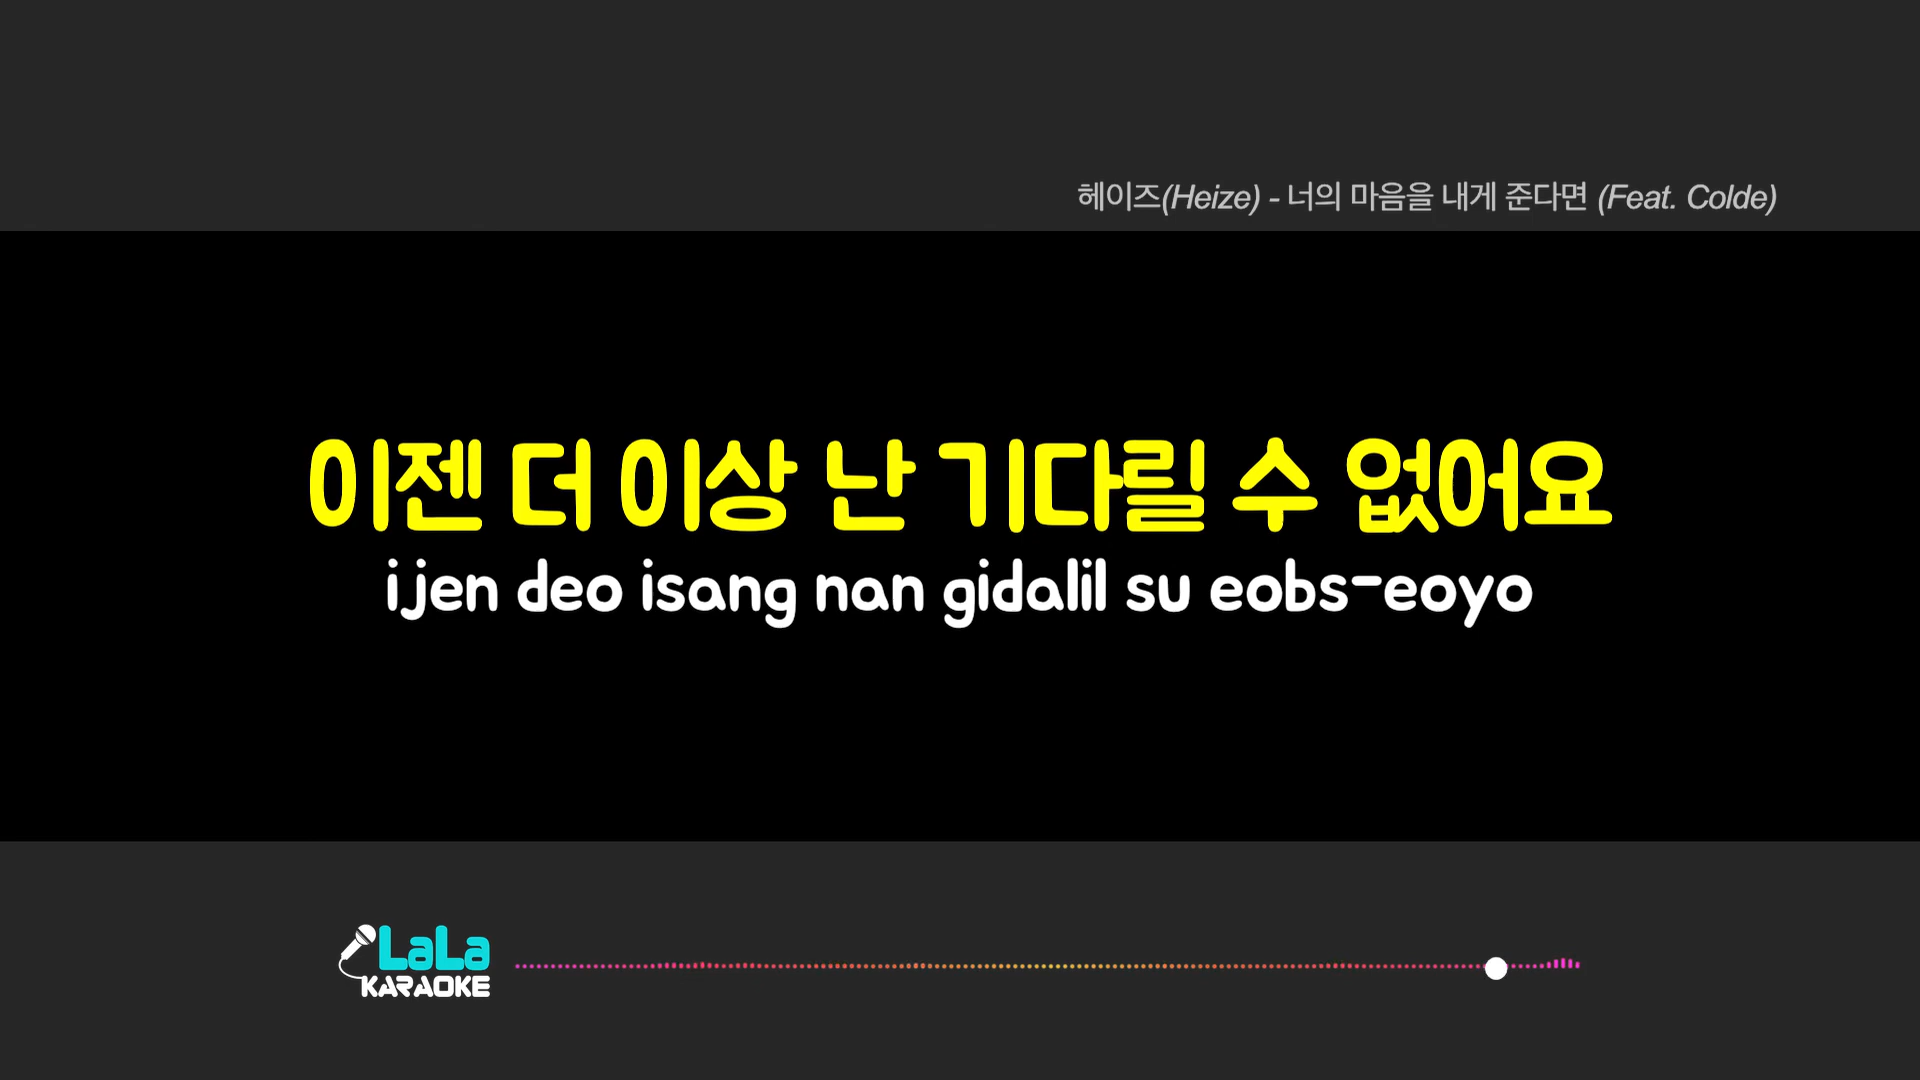 헤이즈(Heize) - 너의 마음을 내게 준다면 (Feat. Colde)
이젠 더 이상 난 기다릴 수 없어요
ijen deo isang nan gidalil su eobs-eoyo
LaLa
KARAOKE